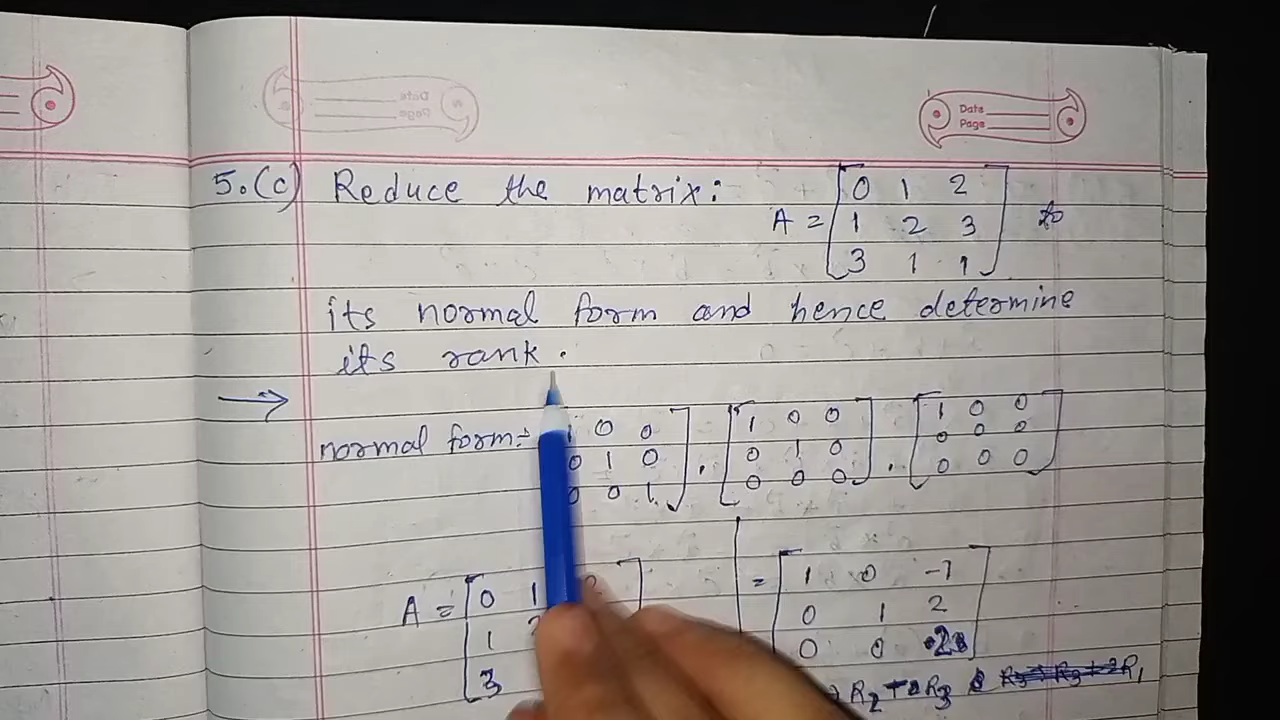 Date
Page
5.(c) Reduce the matrix: A = [0 1 2
1 2 3
3 1 1] to
its normal form and hence determine
its rank.
→
normal form:- [1 0 0
0 1 0
0 0 1] , [1 0 0
0 1 0
0 0 0] , [1 0 0
0 0 0
0 0 0]
A = [0 1
1
3
= [1 0 -1
0 1 2
0 0 2]